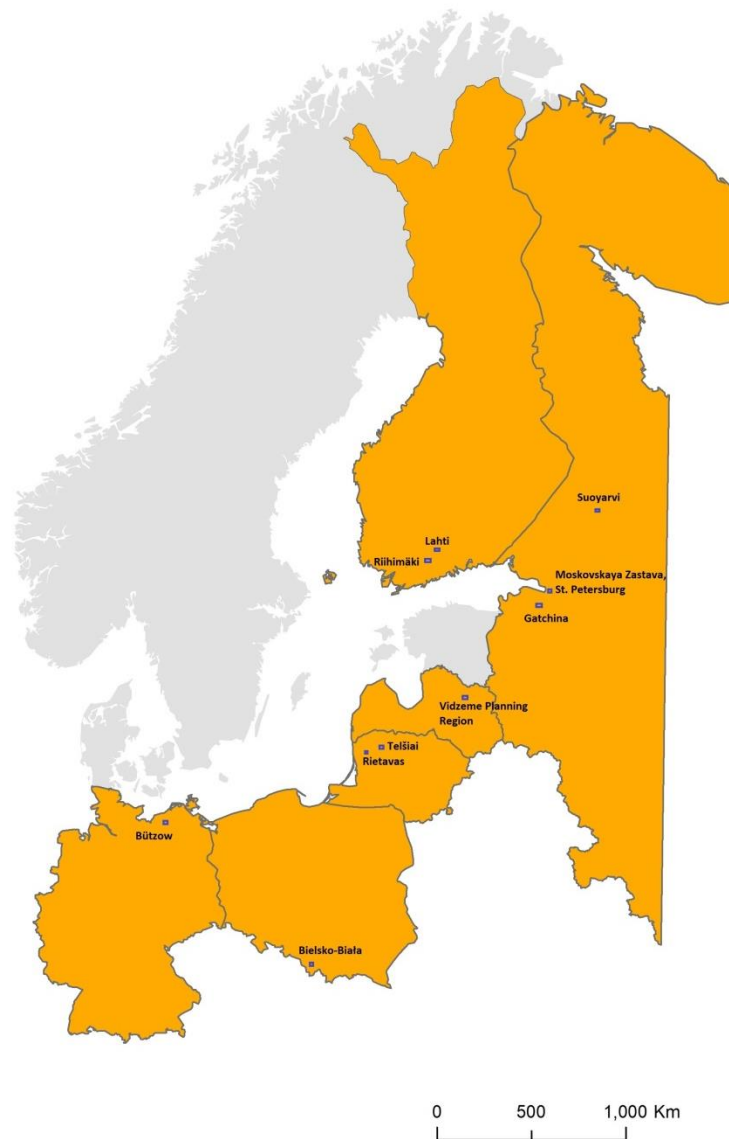 Suoyarvi
Lahti
Riihimäki
Moskovskaya Zastava,
St. Petersburg
Gatchina
Vidzeme Planning
Region
Telšiai
Rietavas
Bützow
Bielsko-Biała
0 500 1,000 Km